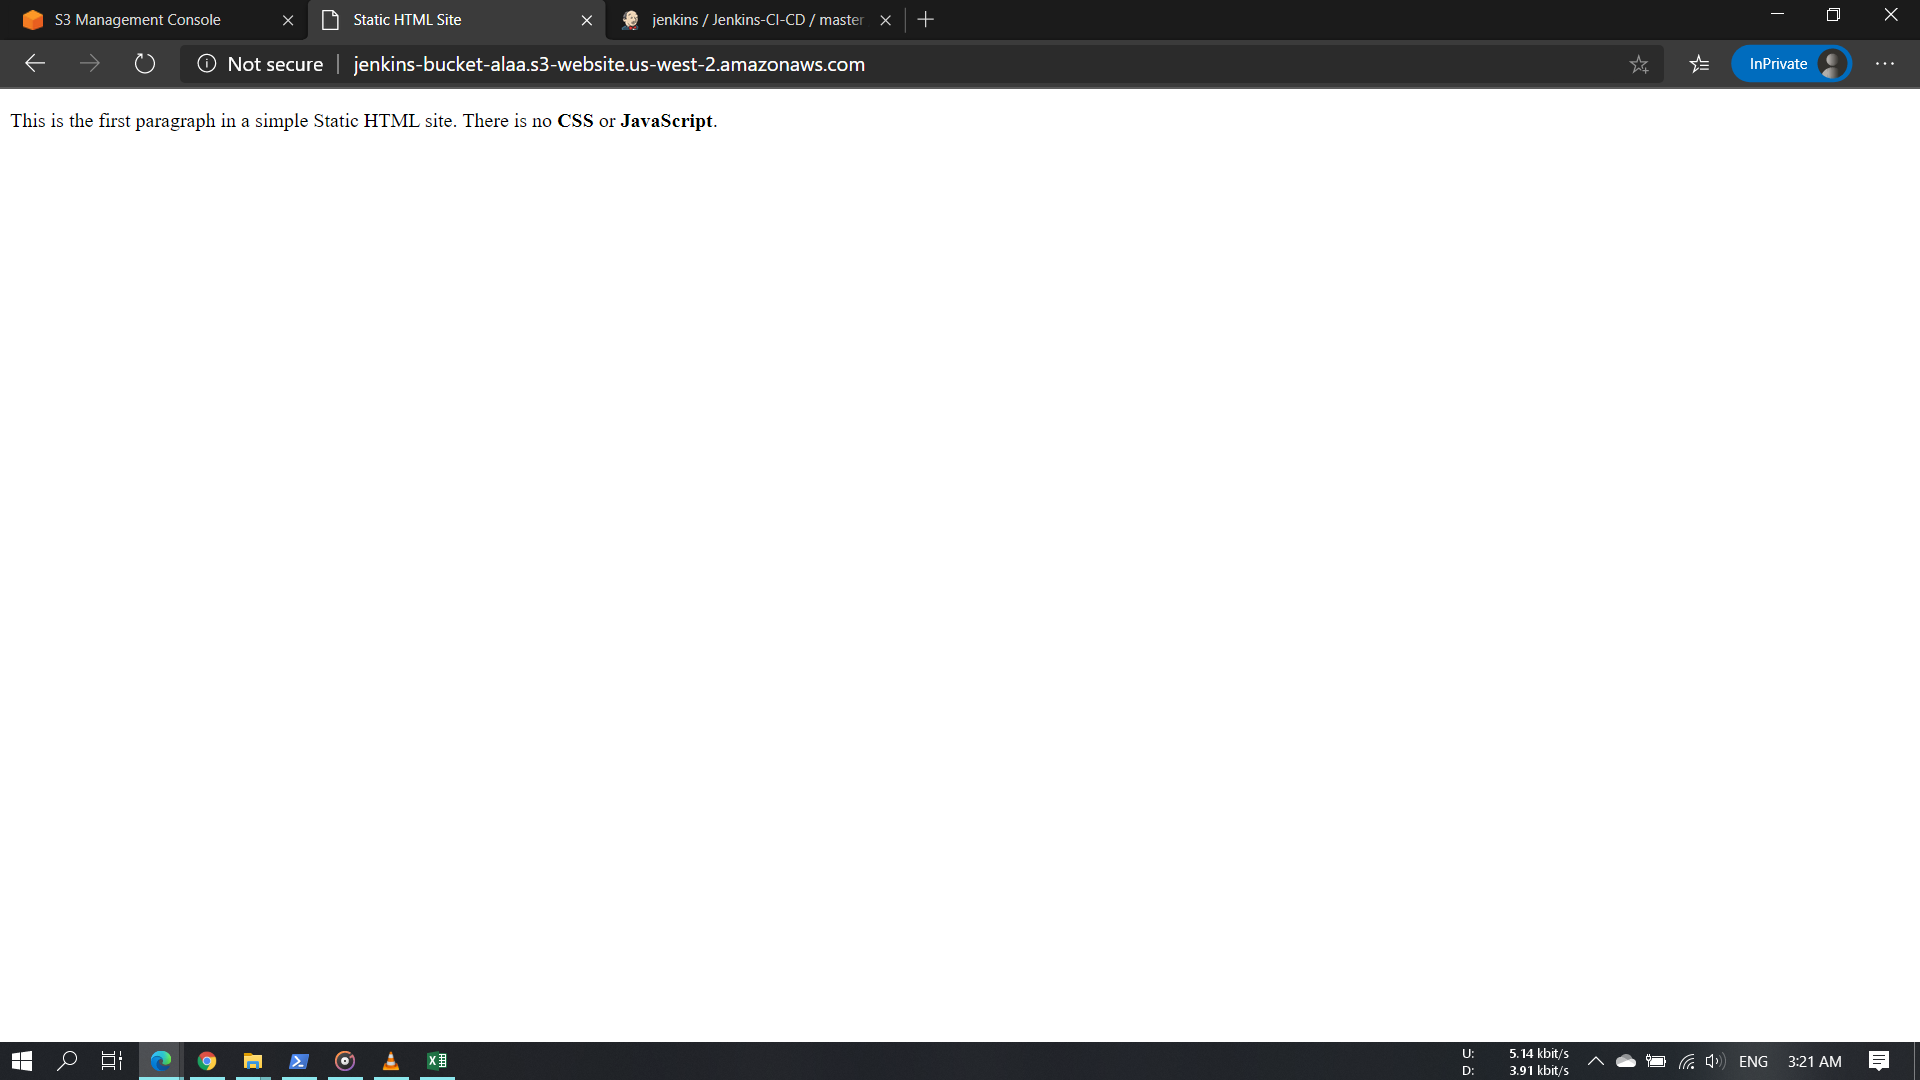 S3 Management Console
Static HTML Site
jenkins / Jenkins-CI-CD / master
Not secure
jenkins-bucket-alaa.s3-website.us-west-2.amazonaws.com
InPrivate
This is the first paragraph in a simple Static HTML site. There is no CSS or JavaScript.
U: 5.14 kbit/s
D: 3.91 kbit/s
ENG
3:21 AM